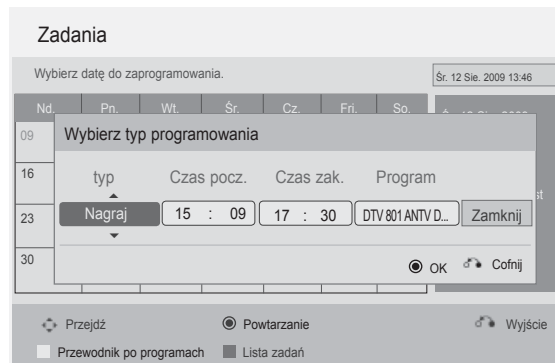 Zadania
Wybierz datę do zaprogramowania.
Śr. 12 Sie. 2009 13:46
Nd. Pn. Wt. Śr. Cz. Fri. So.
09
Wybierz typ programowania
16
typ Czas pocz. Czas zak. Program
23
Nagraj 15 : 09 17 : 30 DTV 801 ANTV D... Zamknij
30
OK Cofnij
Przejdź Powtarzanie Wyjście
Przewodnik po programach Lista zadań